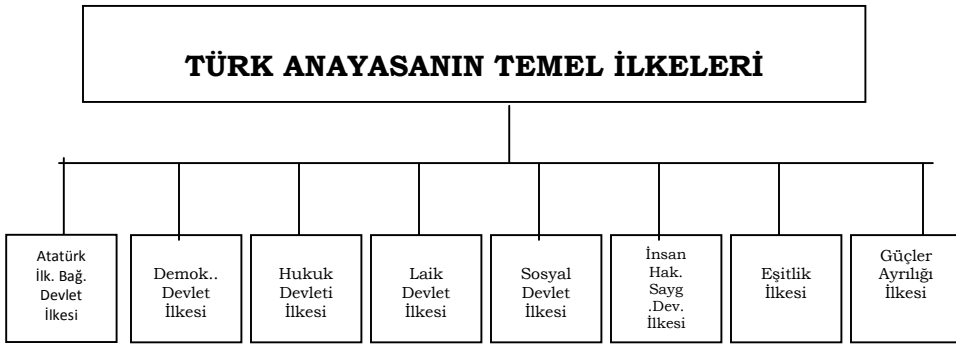 TÜRK ANAYASANIN TEMEL İLKELERİ
Atatürk
İlk. Bağ.
Devlet
İlkesi
Demok..
Devlet
İlkesi
Hukuk
Devleti
İlkesi
Laik
Devlet
İlkesi
Sosyal
Devlet
İlkesi
İnsan
Hak.
Sayg
.Dev.
İlkesi
Eşitlik
İlkesi
Güçler
Ayrılığı
İlkesi